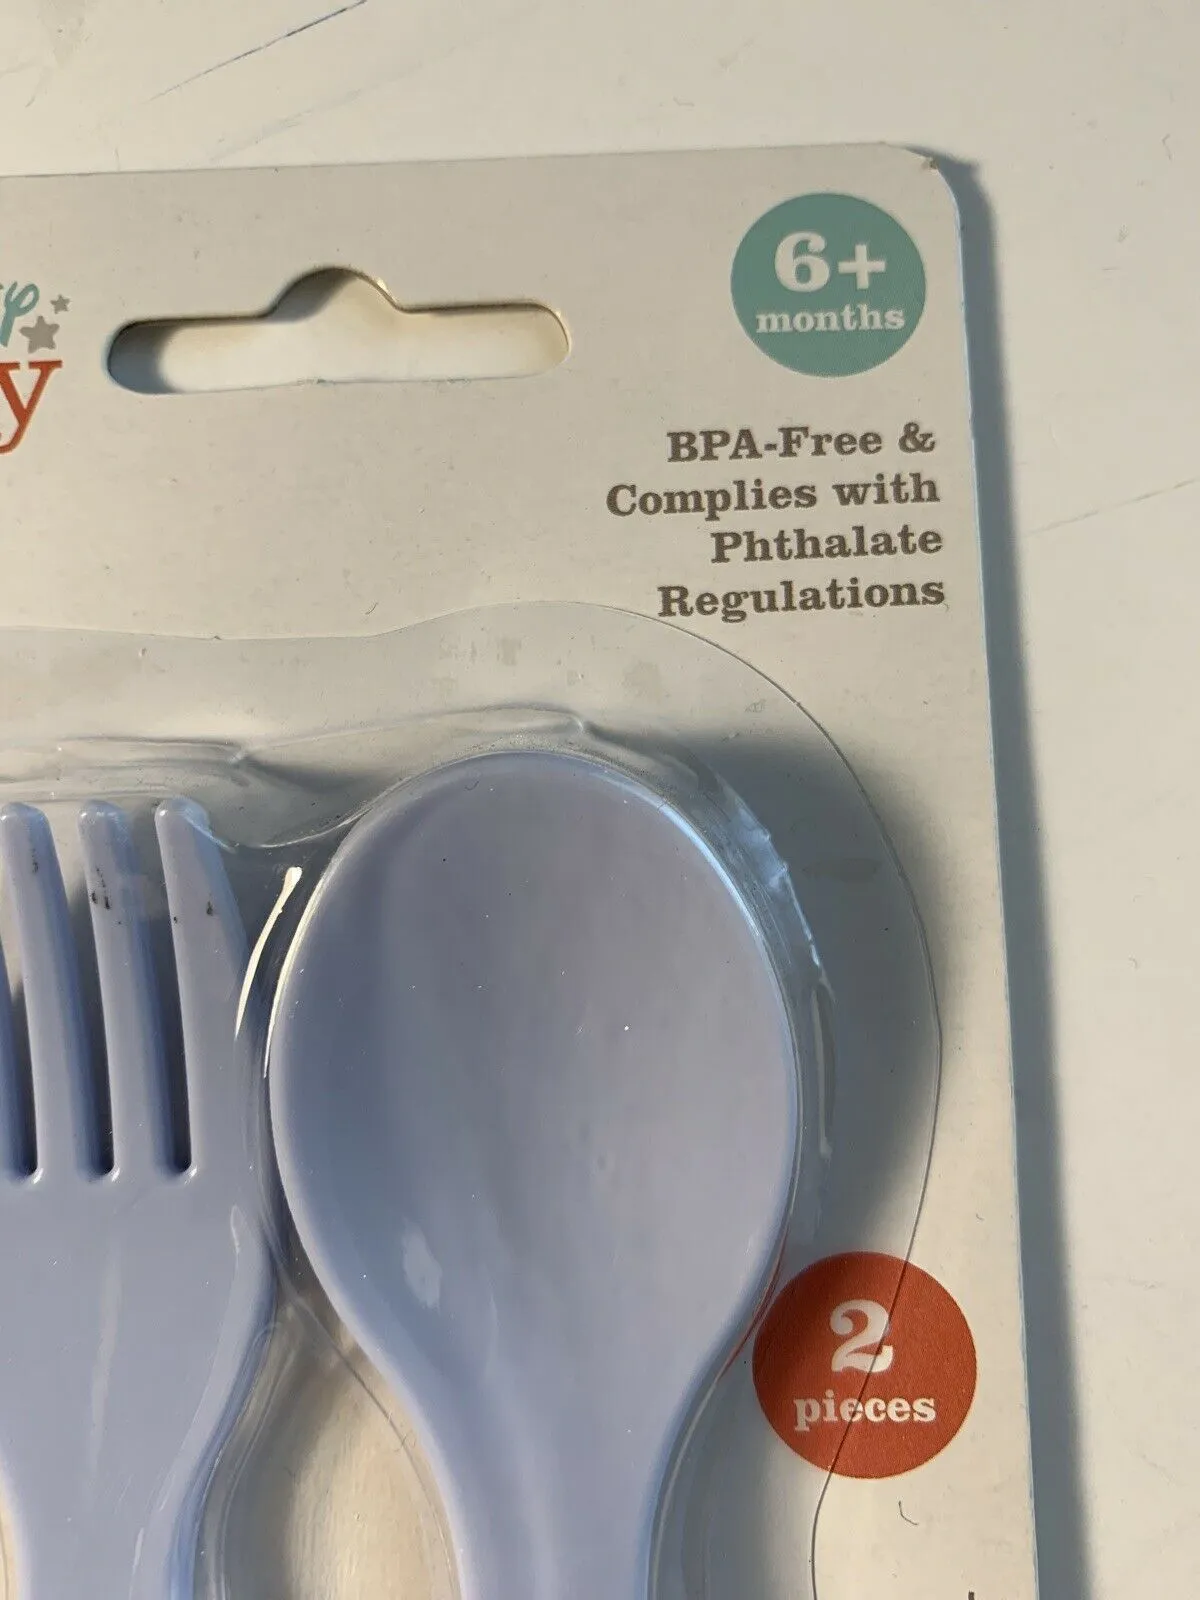 6+
months
BPA-Free &
Complies with
Phthalate
Regulations
2
pieces